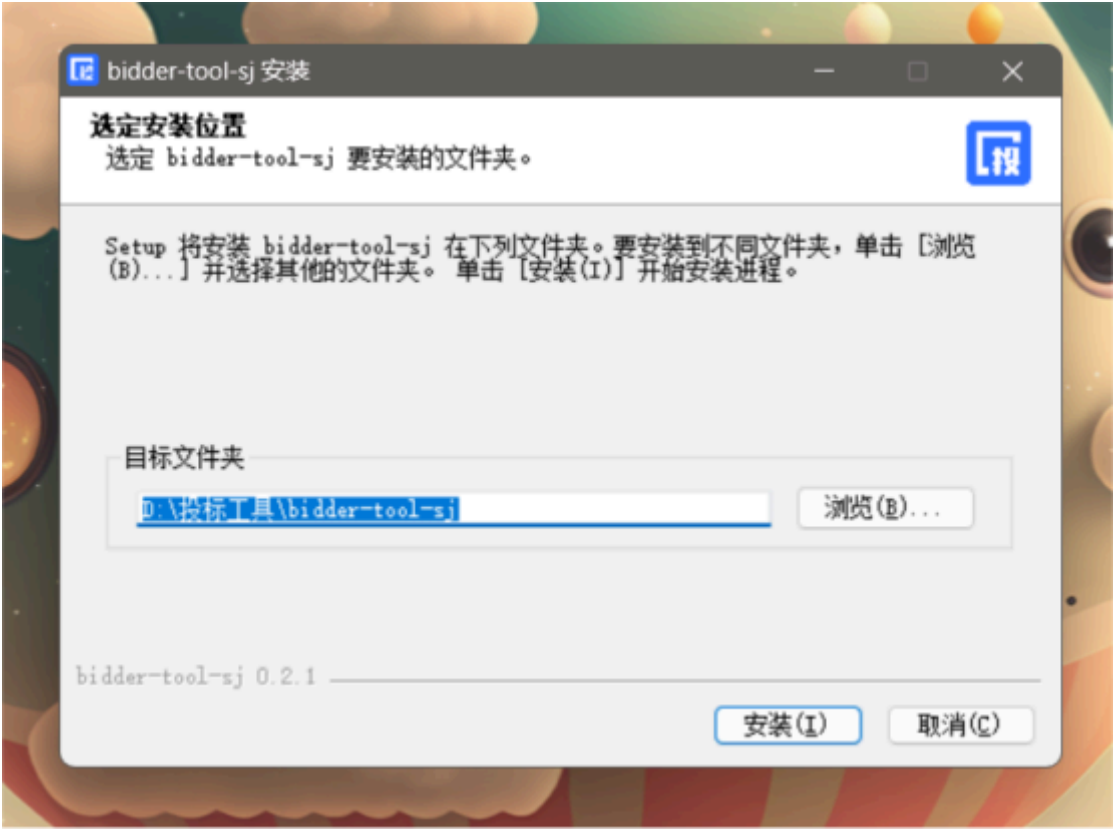 bidder-tool-sj 安装
选定安装位置
选定 bidder-tool-sj 要安装的文件夹。
投
Setup 将安装 bidder-tool-sj 在下列文件夹。要安装到不同文件夹，单击 [浏览
(B)...] 并选择其他的文件夹。 单击 [安装(I)] 开始安装进程。
目标文件夹
D:\投标工具\bidder-tool-sj
浏览(B)...
bidder-tool-sj 0.2.1
安装(I)
取消(C)